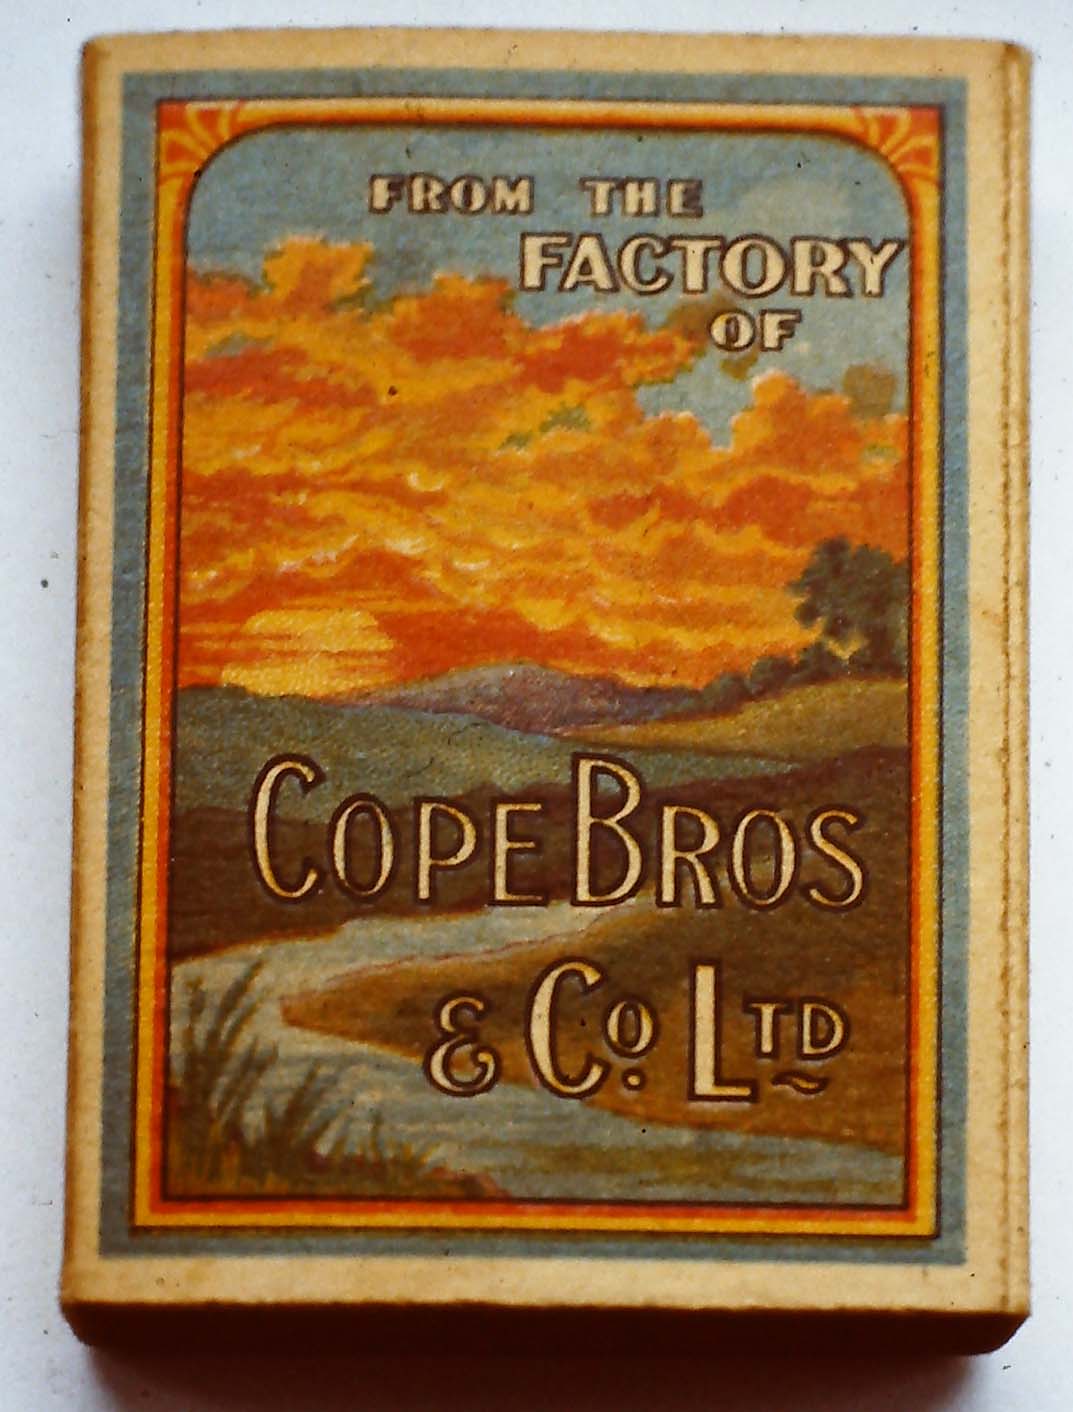 FROM THE
FACTORY
OF
COPE BROS
& Co. LTD